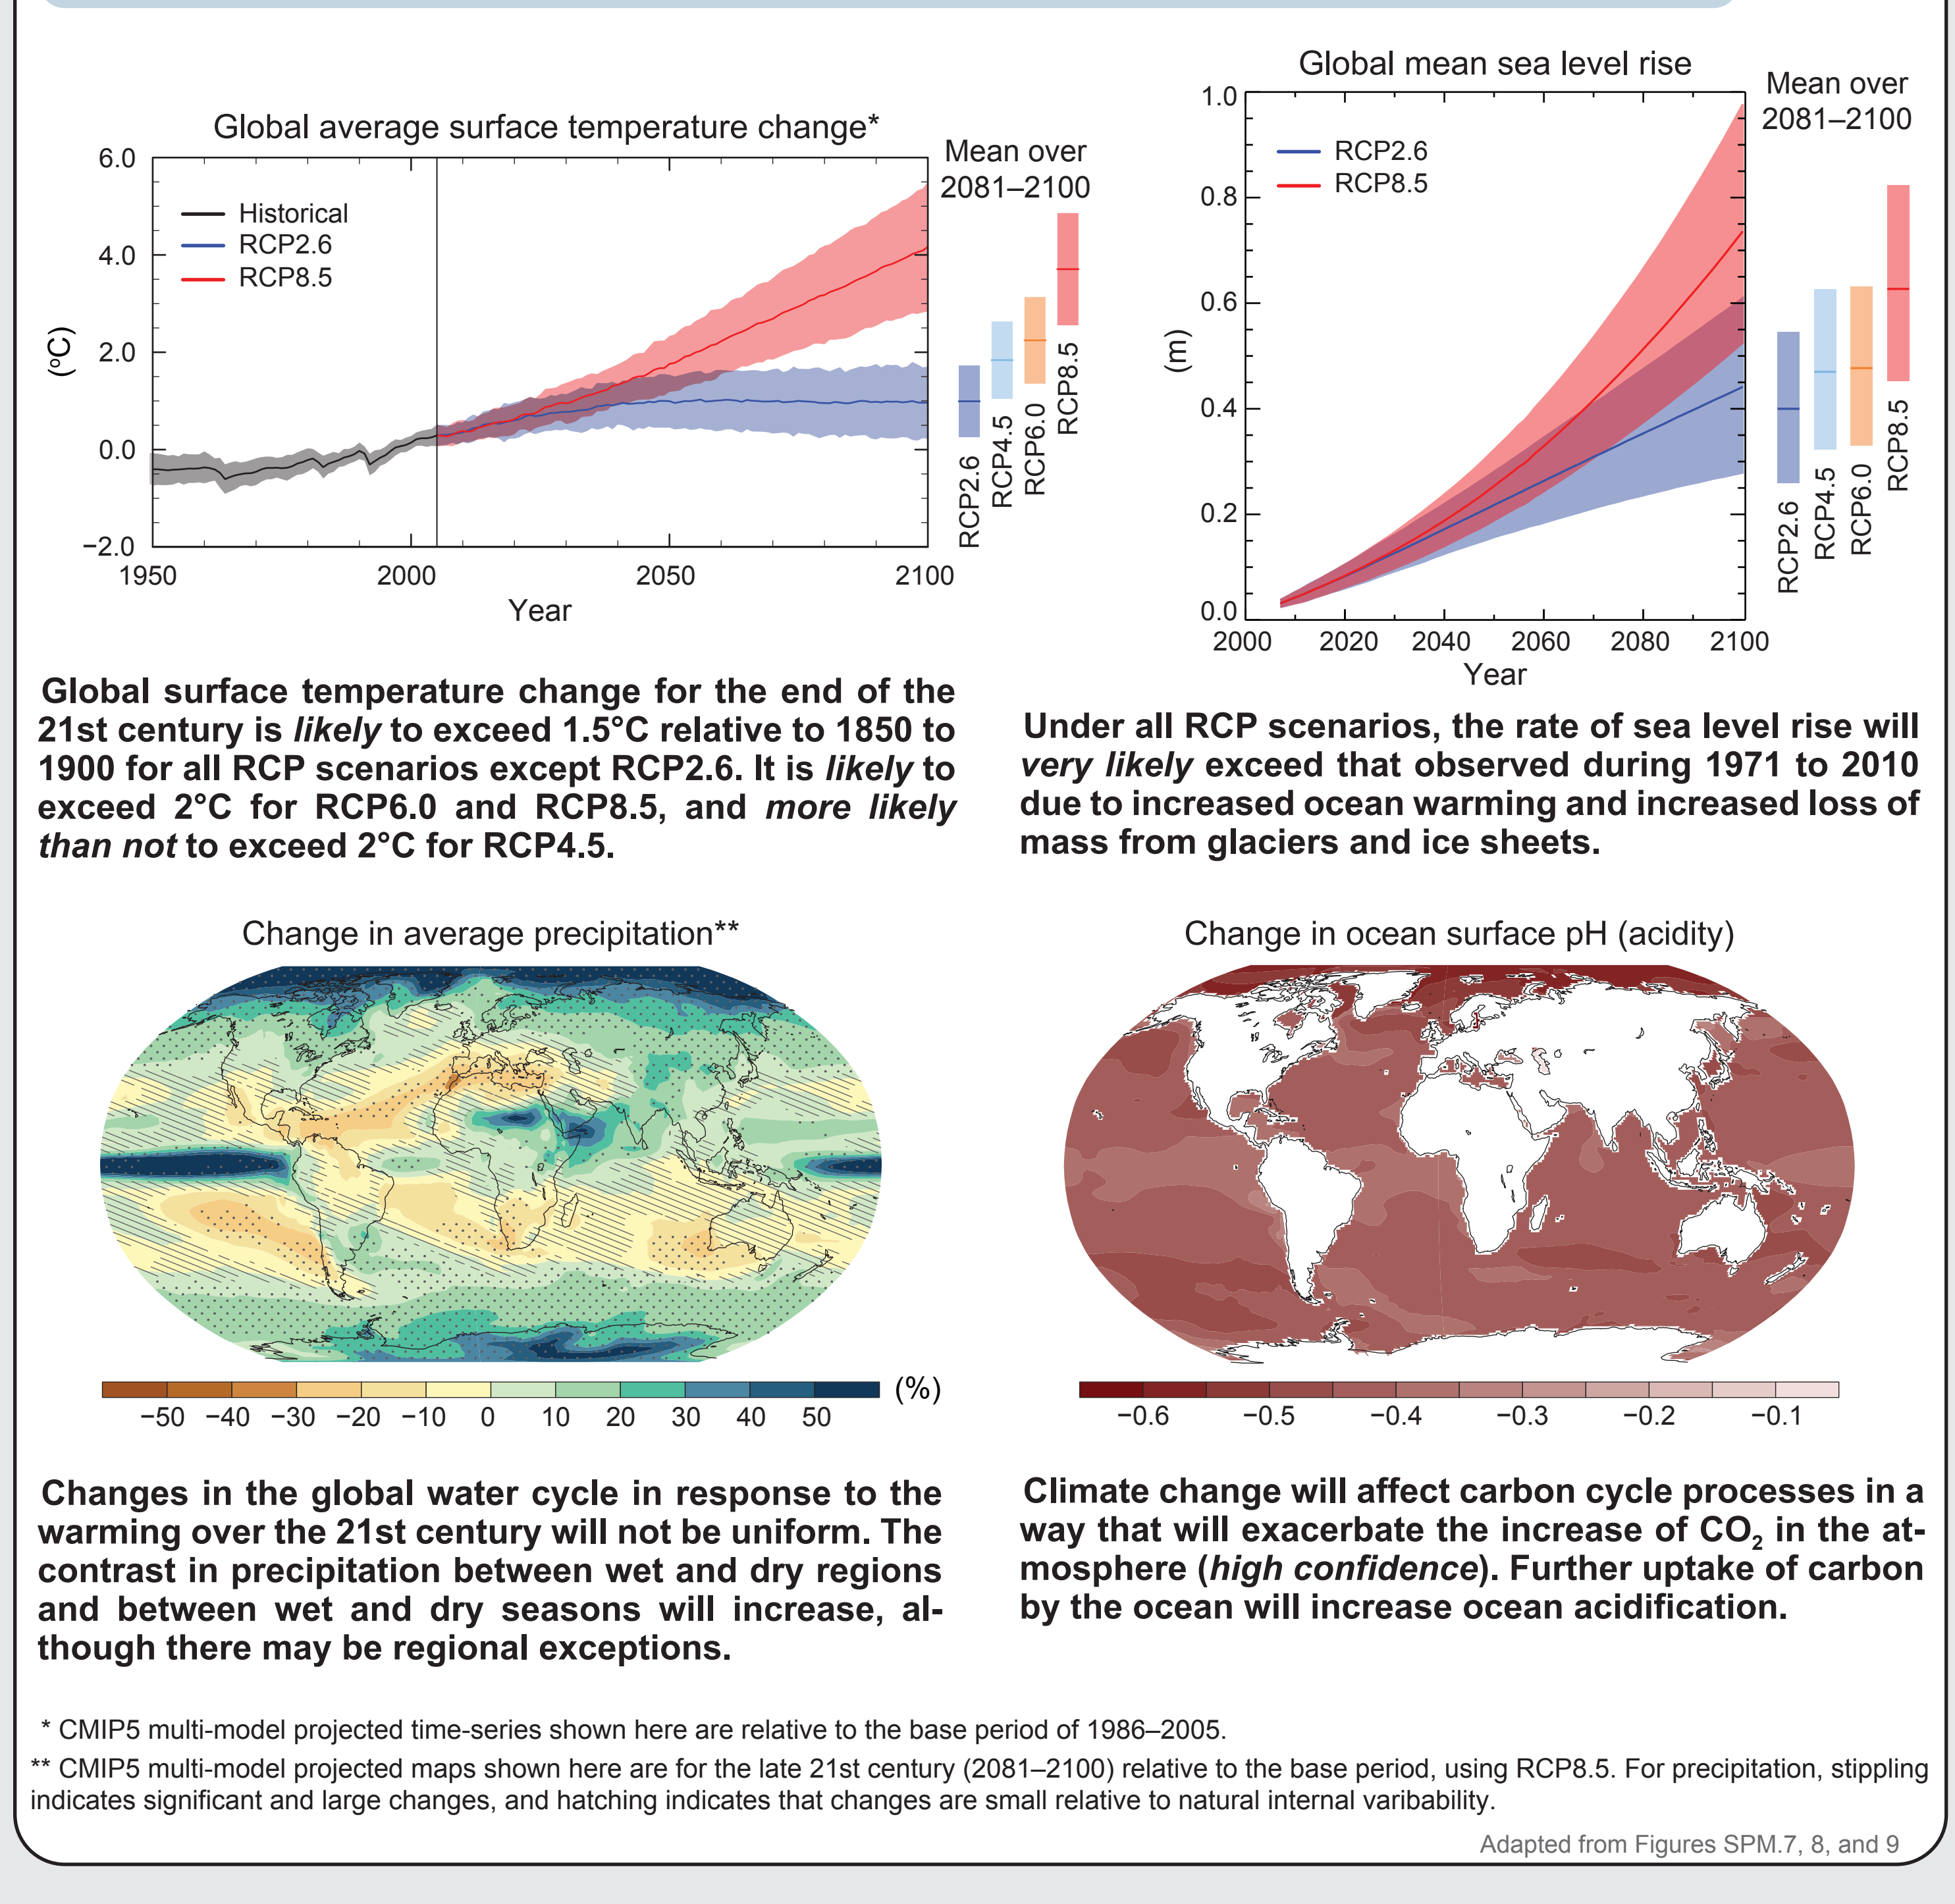 Global average surface temperature change*
6.0
4.0
2.0
0.0
−2.0
(ºC)
Historical
RCP2.6
RCP8.5
1950
2000
2050
2100
Year
Mean over
2081–2100
RCP2.6
RCP4.5
RCP6.0
RCP8.5
Global surface temperature change for the end of the
21st century is likely to exceed 1.5°C relative to 1850 to
1900 for all RCP scenarios except RCP2.6. It is likely to
exceed 2°C for RCP6.0 and RCP8.5, and more likely
than not to exceed 2°C for RCP4.5.
Global mean sea level rise
1.0
0.8
0.6
0.4
0.2
0.0
(m)
RCP2.6
RCP8.5
2000
2020
2040
2060
2080
2100
Year
Mean over
2081–2100
RCP2.6
RCP4.5
RCP6.0
RCP8.5
Under all RCP scenarios, the rate of sea level rise will
very likely exceed that observed during 1971 to 2010
due to increased ocean warming and increased loss of
mass from glaciers and ice sheets.
Change in average precipitation**
(%)
−50 −40 −30 −20 −10 0 10 20 30 40 50
Changes in the global water cycle in response to the
warming over the 21st century will not be uniform. The
contrast in precipitation between wet and dry regions
and between wet and dry seasons will increase, al-
though there may be regional exceptions.
Change in ocean surface pH (acidity)
−0.6 −0.5 −0.4 −0.3 −0.2 −0.1
Climate change will affect carbon cycle processes in a
way that will exacerbate the increase of CO₂ in the at-
mosphere (high confidence). Further uptake of carbon
by the ocean will increase ocean acidification.
* CMIP5 multi-model projected time-series shown here are relative to the base period of 1986–2005.
** CMIP5 multi-model projected maps shown here are for the late 21st century (2081–2100) relative to the base period, using RCP8.5. For precipitation, stippling
indicates significant and large changes, and hatching indicates that changes are small relative to natural internal varibability.
Adapted from Figures SPM.7, 8, and 9